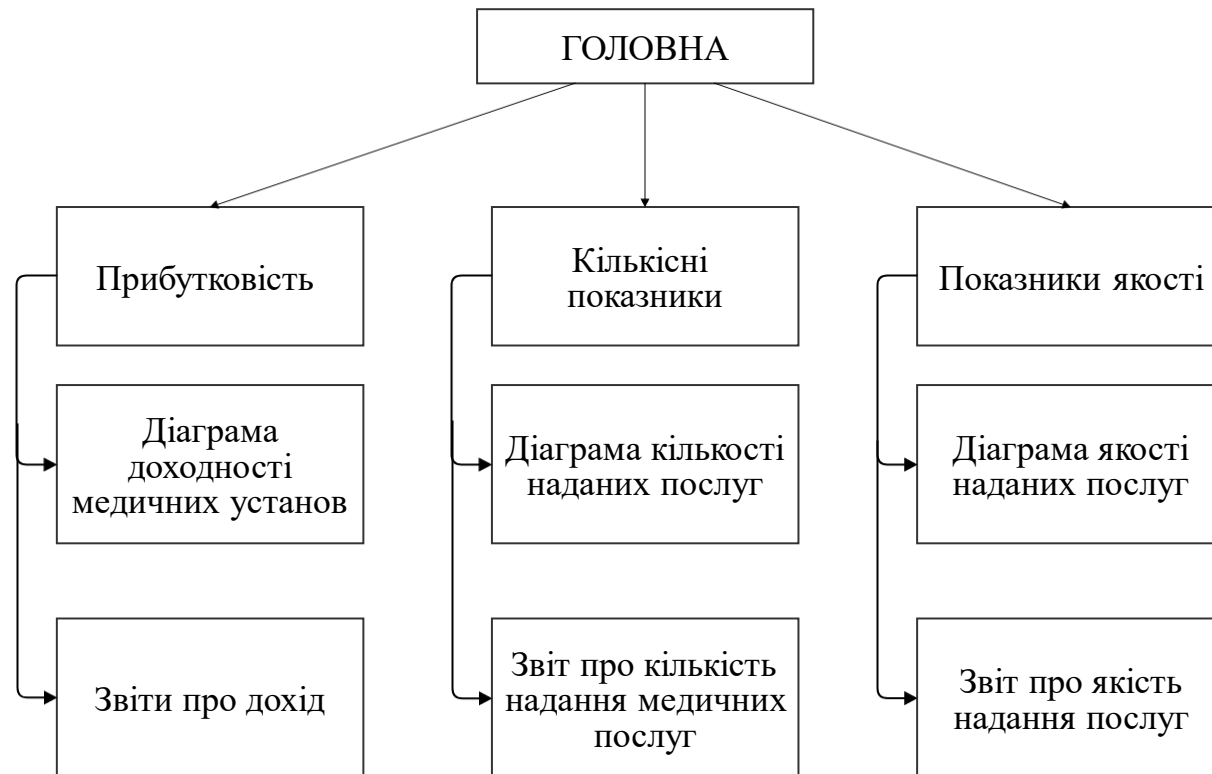 ГОЛОВНА
Прибутковість
Кількісні
показники
Показники якості
Діаграма
доходності
медичних установ
Діаграма кількості
наданих послуг
Діаграма якості
наданих послуг
Звіти про дохід
Звіт про кількість
надання медичних
послуг
Звіт про якість
надання послуг